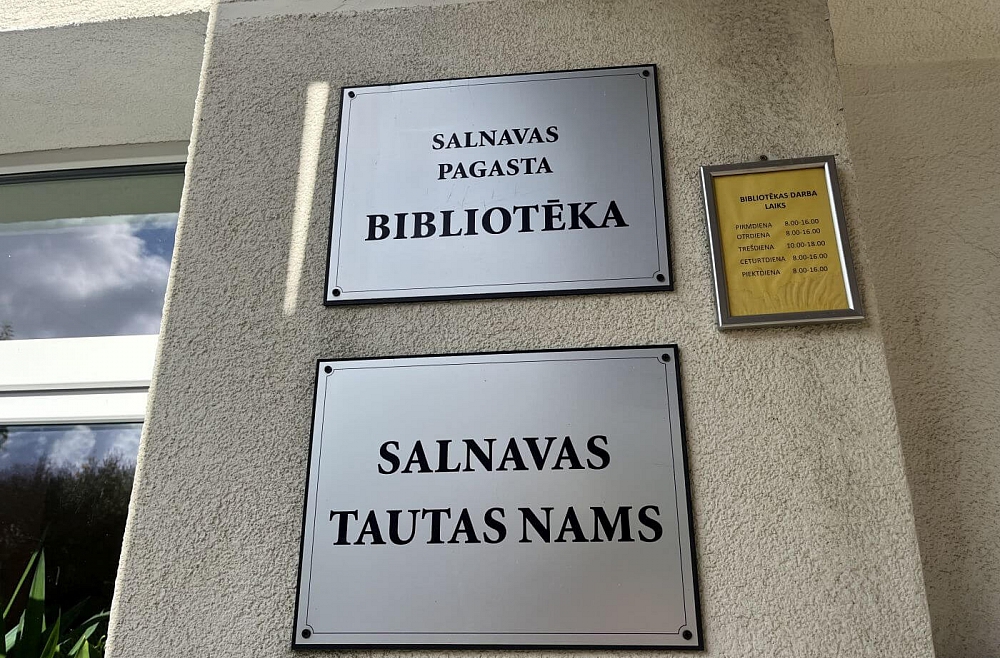 SALNAVAS
PAGASTA
BIBLIOTĒKA
BIBLIOTĒKAS DARBA
LAIKS
PIRMDIENA 8.00-16.00
OTRDIENA 8.00-16.00
TREŠDIENA 10.00-18.00
CETURTDIENA 8.00-16.00
PIEKTDIENA 8.00-16.00
SALNAVAS
TAUTAS NAMS